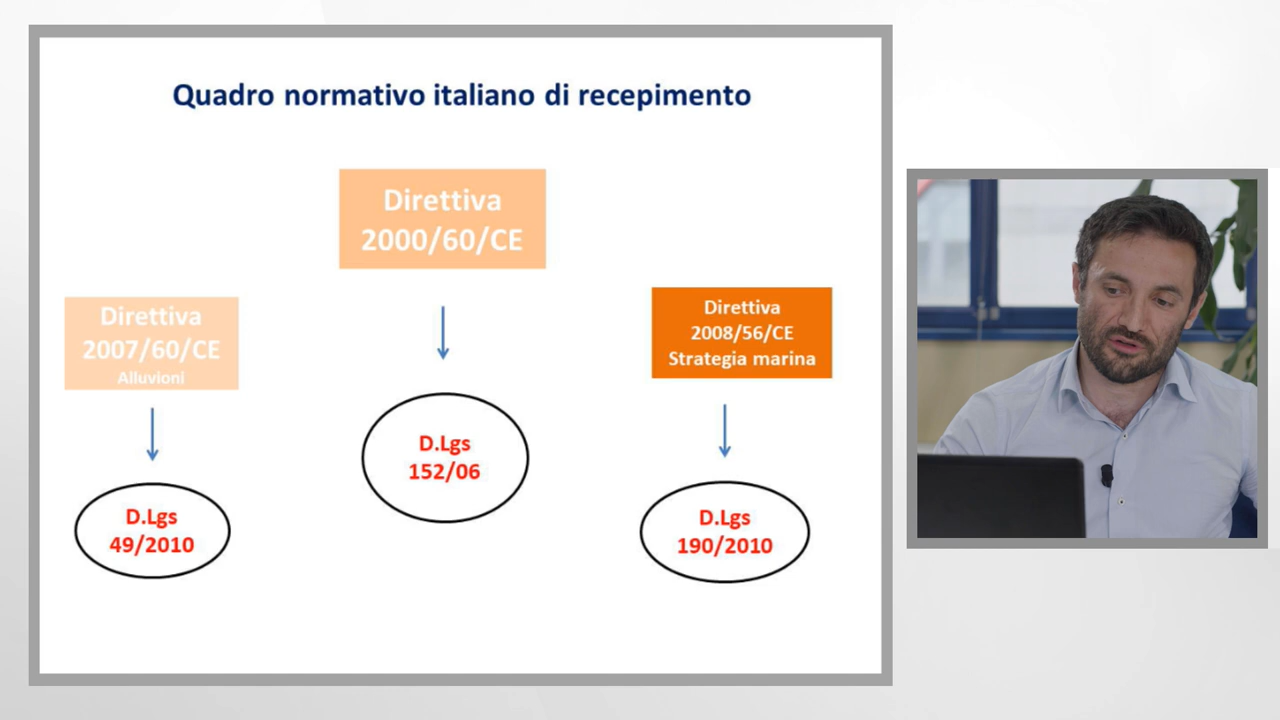 Quadro normativo italiano di recepimento
Direttiva
2000/60/CE
Direttiva
2007/60/CE
Alluvioni
Direttiva
2008/56/CE
Strategia marina
D.Lgs
152/06
D.Lgs
49/2010
D.Lgs
190/2010